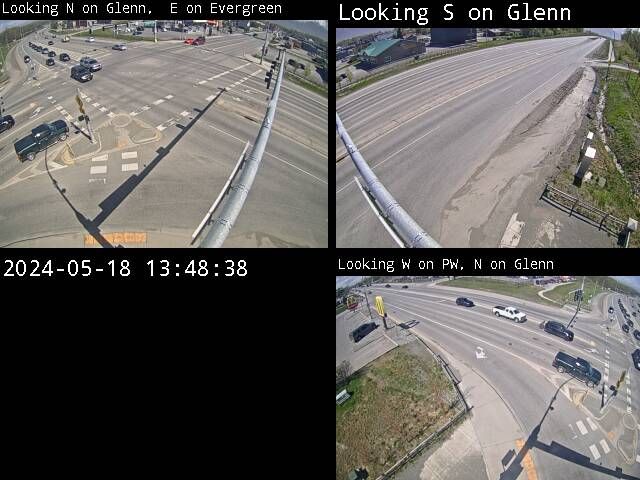 Looking N on Glenn,  E on Evergreen
Looking S on Glenn
2024-05-18 13:48:38
Looking W on PW, N on Glenn